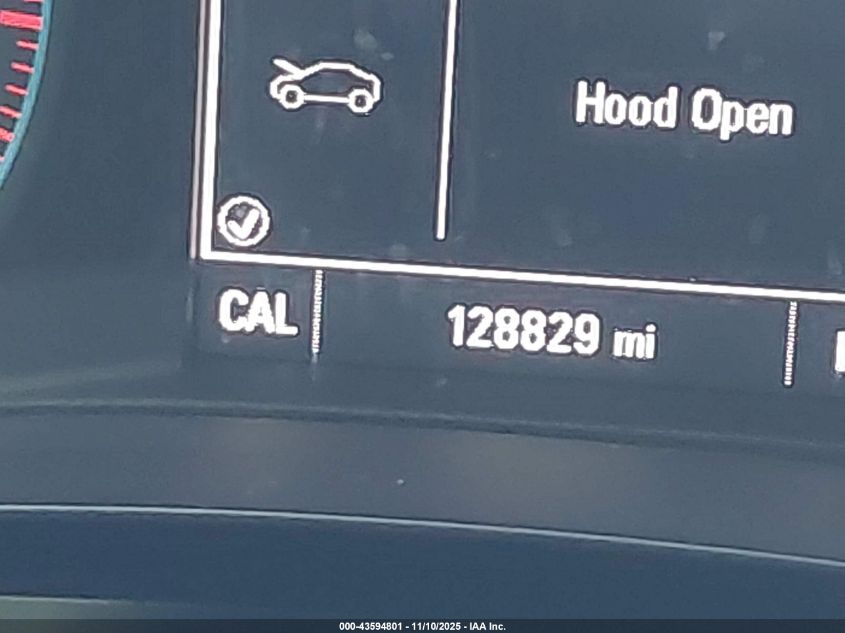 Hood Open
CAL
128829 mi
000-43594801 - 11/10/2025 - IAA Inc.